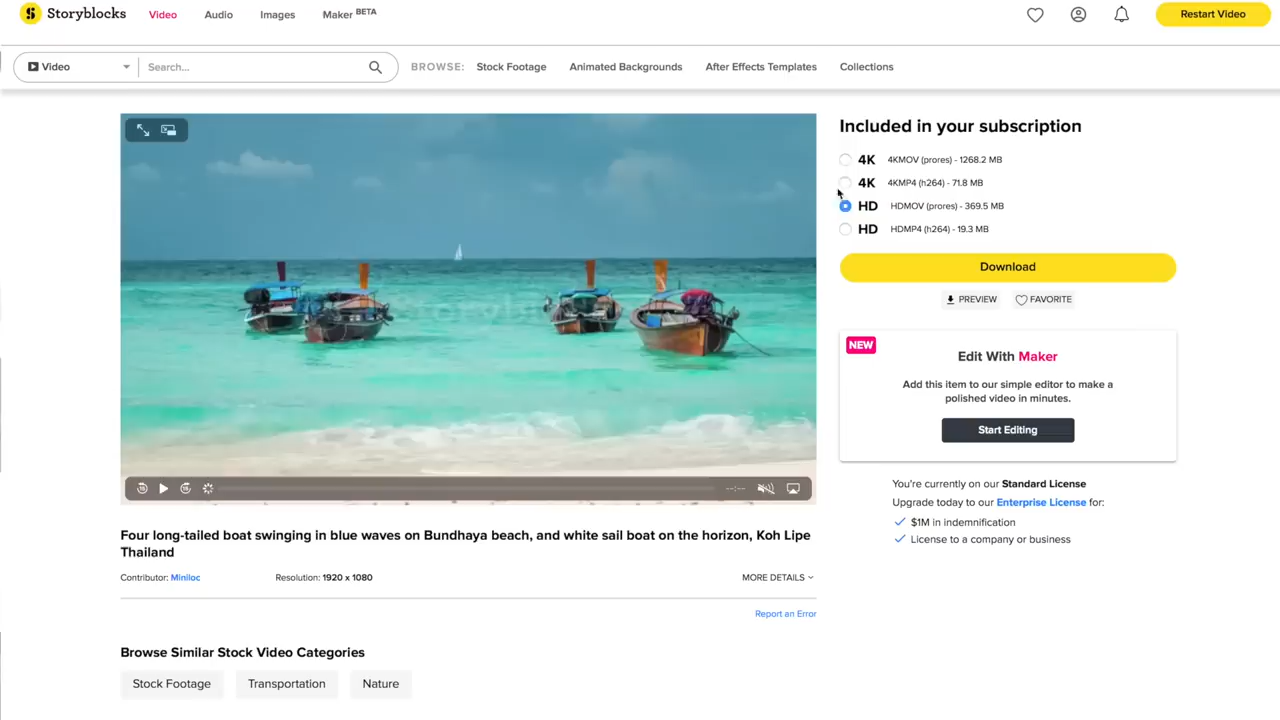 Storyblocks
Video
Audio
Images
Maker BETA
Restart Video
Video
Search...
BROWSE:
Stock Footage
Animated Backgrounds
After Effects Templates
Collections
Included in your subscription
4K 4KMOV (prores) - 1268.2 MB
4K 4KMP4 (h264) - 71.8 MB
HD HDMOV (prores) - 369.5 MB
HD HDMP4 (h264) - 19.3 MB
Download
PREVIEW
FAVORITE
NEW
Edit With Maker
Add this item to our simple editor to make a
polished video in minutes.
Start Editing
You're currently on our Standard License
Upgrade today to our Enterprise License for:
$1M in indemnification
License to a company or business
--:--
Four long-tailed boat swinging in blue waves on Bundhaya beach, and white sail boat on the horizon, Koh Lipe
Thailand
Contributor: Miniloc
Resolution: 1920 x 1080
MORE DETAILS
Report an Error
Browse Similar Stock Video Categories
Stock Footage
Transportation
Nature